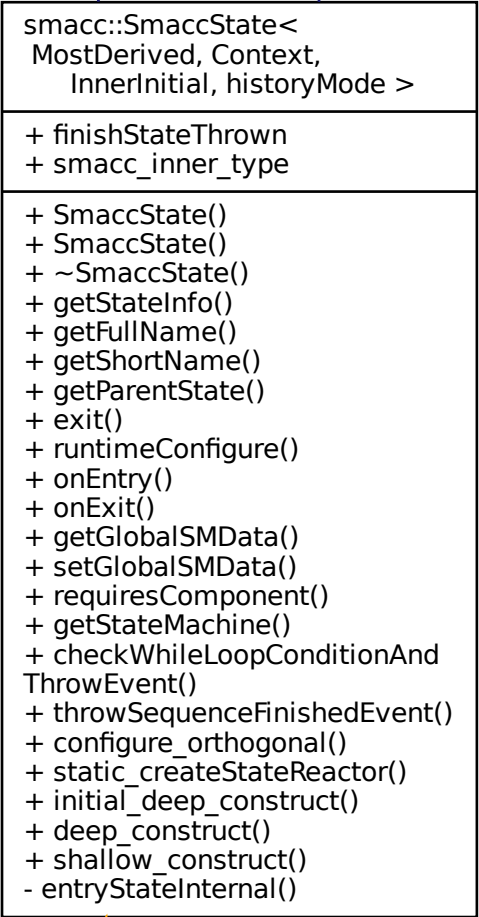 smacc::SmaccState<
MostDerived, Context,
InnerInitial, historyMode >
+ finishStateThrown
+ smacc_inner_type
+ SmaccState()
+ SmaccState()
+ ~SmaccState()
+ getStateInfo()
+ getFullName()
+ getShortName()
+ getParentState()
+ exit()
+ runtimeConfigure()
+ onEntry()
+ onExit()
+ getGlobalSMData()
+ setGlobalSMData()
+ requiresComponent()
+ getStateMachine()
+ checkWhileLoopConditionAnd
ThrowEvent()
+ throwSequenceFinishedEvent()
+ configure_orthogonal()
+ static_createStateReactor()
+ initial_deep_construct()
+ deep_construct()
+ shallow_construct()
- entryStateInternal()